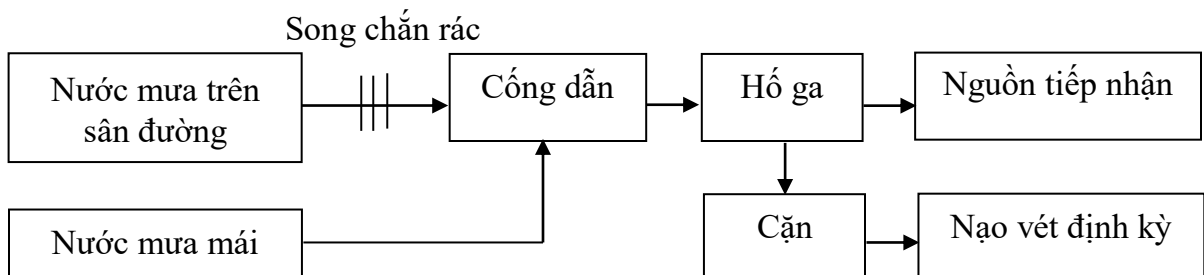 Song chắn rác
Nước mưa trên
sân đường
Cống dẫn
Hố ga
Nguồn tiếp nhận
Nước mưa mái
Cặn
Nạo vét định kỳ